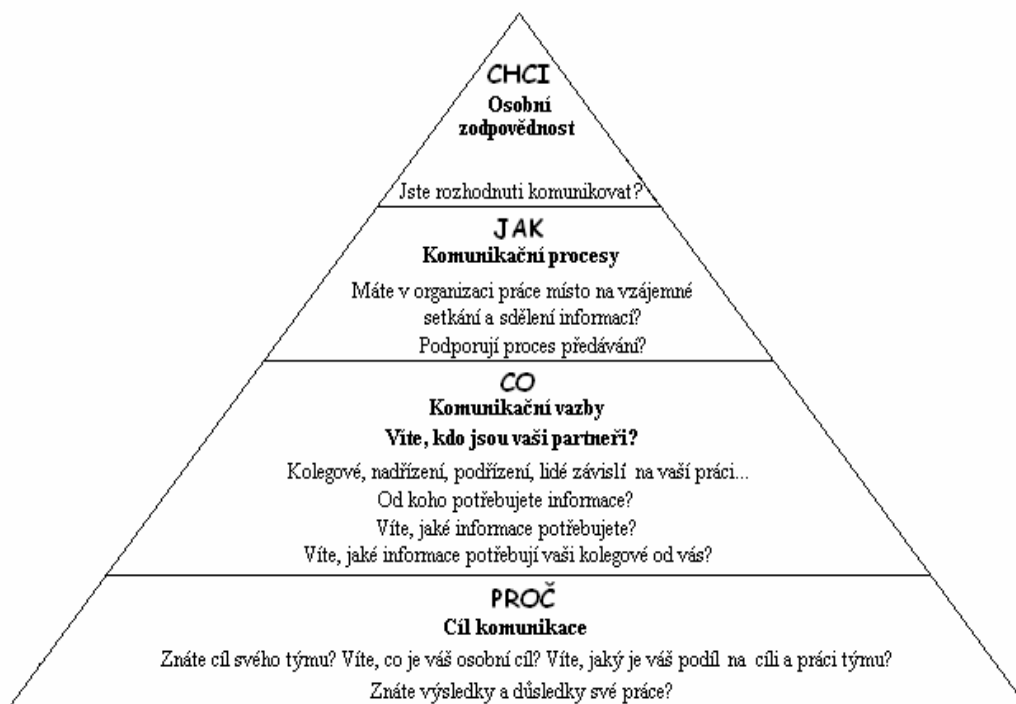 CHCI
Osobní
zodpovědnost
Jste rozhodnuti komunikovat?
JAK
Komunikační procesy
Máte v organizaci práce místo na vzájemné
setkání a sdělení informací?
Podporují proces předávání?
CO
Komunikační vazby
Víte, kdo jsou vaši partneři?
Kolegové, nadřízení, podřízení, lidé závislí na vaší práci...
Od koho potřebujete informace?
Víte, jaké informace potřebujete?
Víte, jaké informace potřebují vaši kolegové od vás?
PROČ
Cíl komunikace
Znáte cíl svého týmu? Víte, co je váš osobní cíl? Víte, jaký je váš podíl na cíli a práci týmu?
Znáte výsledky a důsledky své práce?